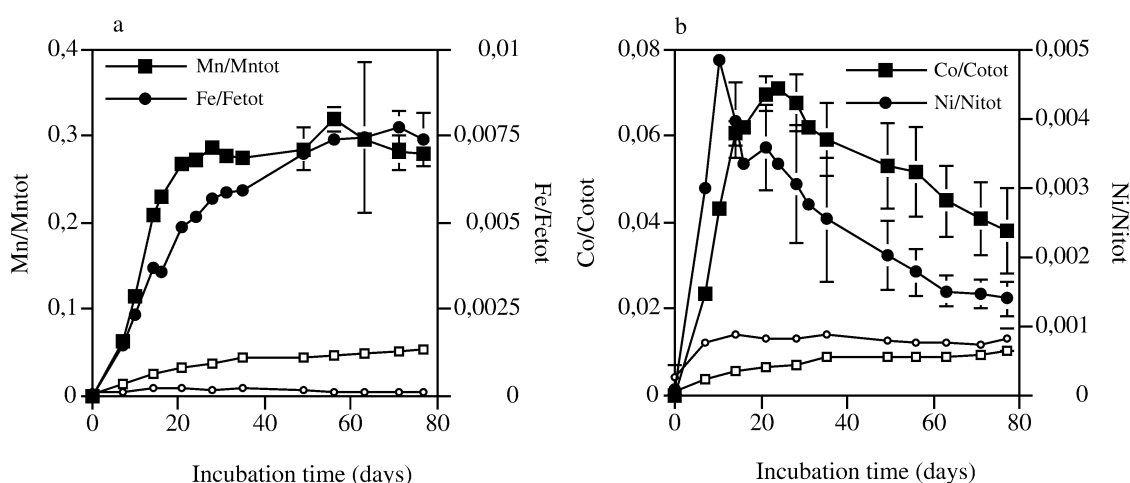 a
0,4
0,3
0,2
0,1
0
Mn/Mntot
0,01
0,0075
0,005
0,0025
0
Fe/Fetot
Mn/Mntot
Fe/Fetot
0 20 40 60 80
Incubation time (days)
b
0,08
0,06
0,04
0,02
0
Co/Cotot
0,005
0,004
0,003
0,002
0,001
0
Ni/Nitot
Co/Cotot
Ni/Nitot
0 20 40 60 80
Incubation time (days)